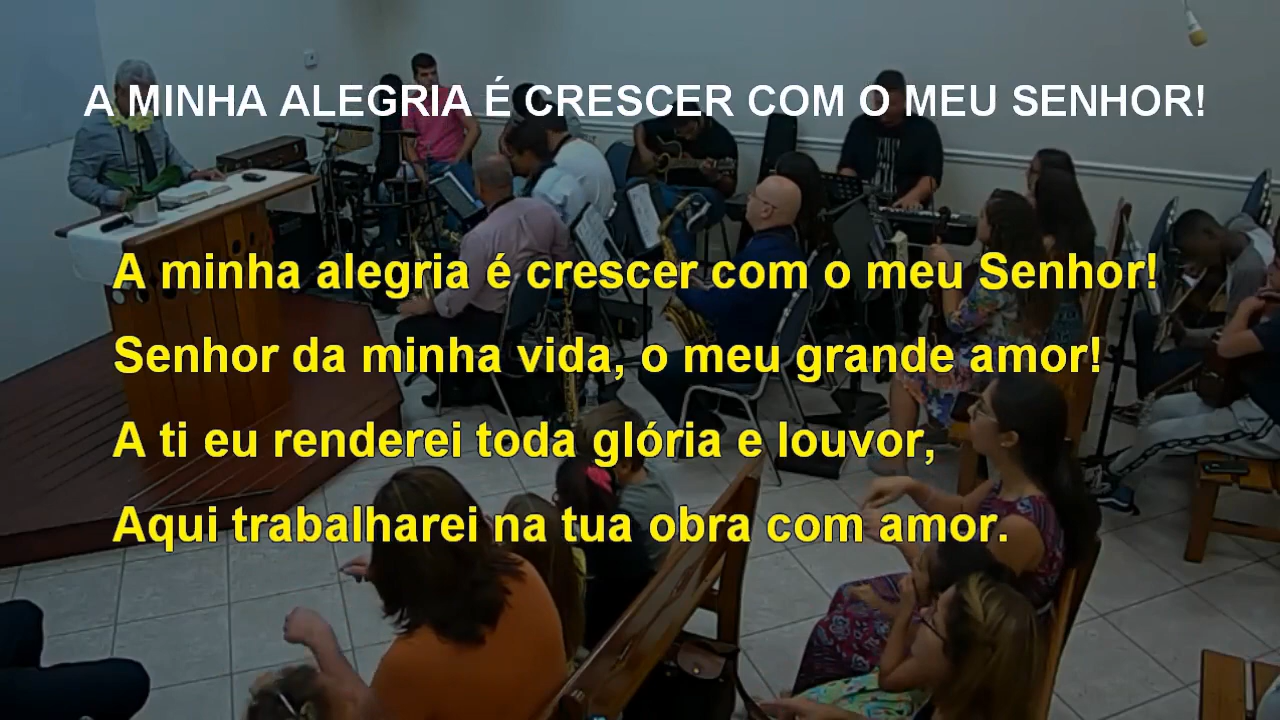 A MINHA ALEGRIA É CRESCER COM O MEU SENHOR!
A minha alegria é crescer com o meu Senhor!
Senhor da minha vida, o meu grande amor!
A ti eu renderei toda glória e louvor,
Aqui trabalharei na tua obra com amor.